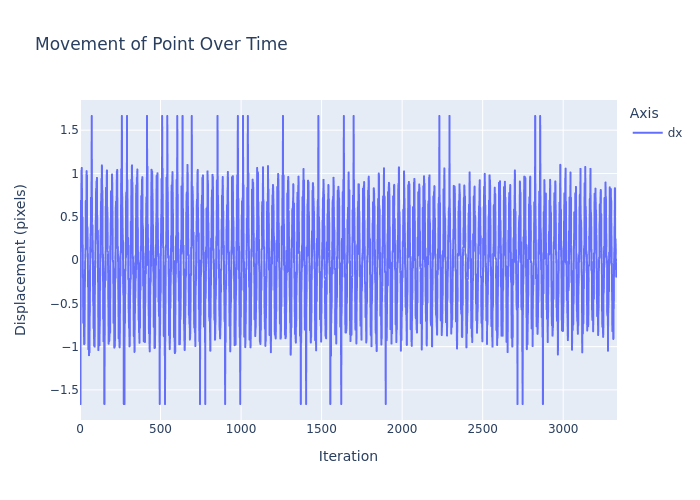 Movement of Point Over Time
Axis
dx
1.5
1
0.5
0
−0.5
−1
−1.5
Displacement (pixels)
0
500
1000
1500
2000
2500
3000
Iteration